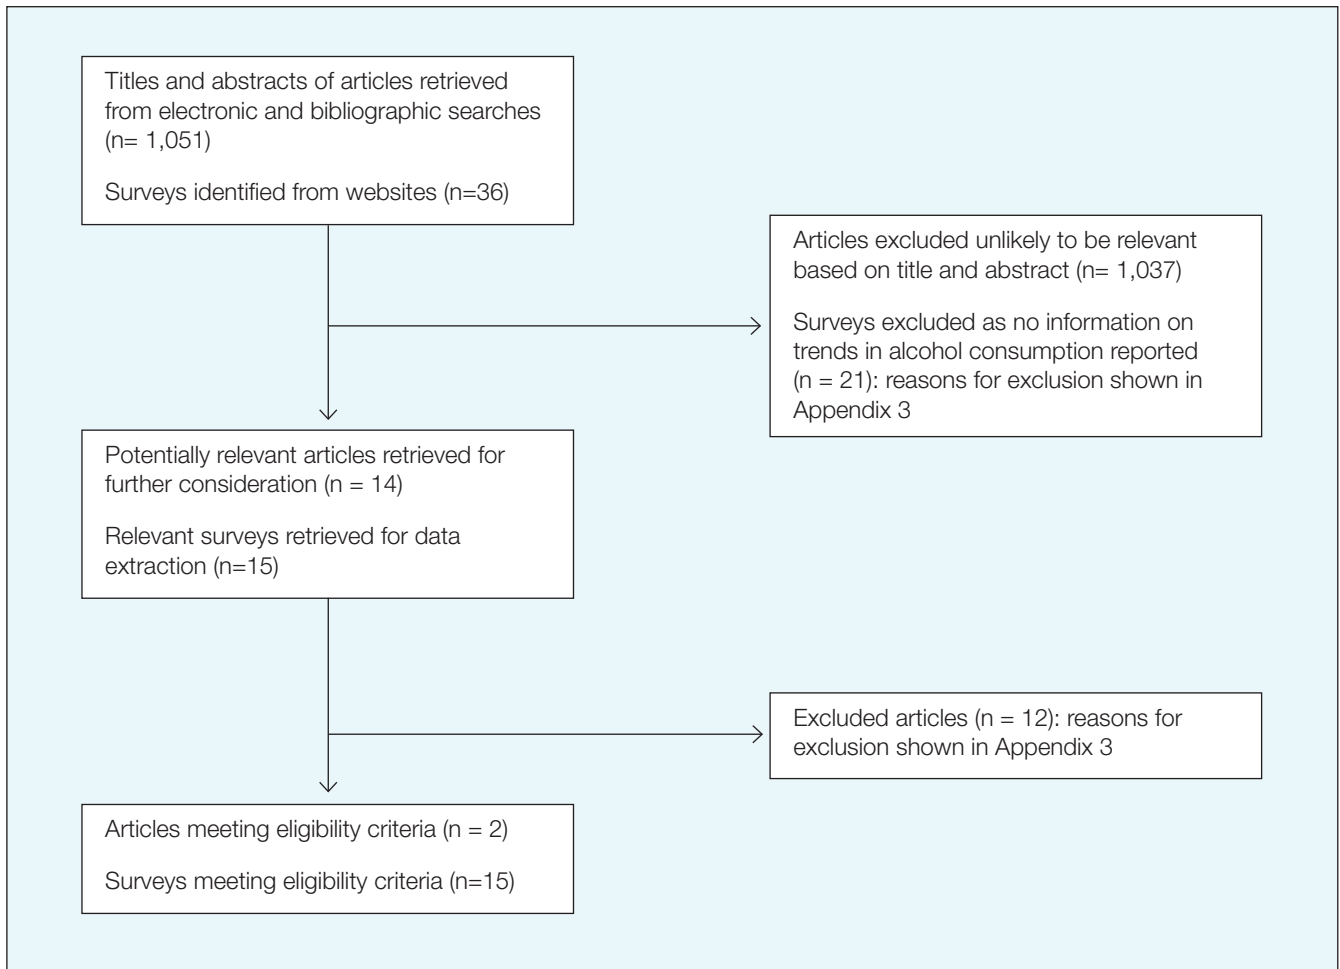 Titles and abstracts of articles retrieved
from electronic and bibliographic searches
(n= 1,051)
Surveys identified from websites (n=36)
Articles excluded unlikely to be relevant
based on title and abstract (n= 1,037)
Surveys excluded as no information on
trends in alcohol consumption reported
(n = 21): reasons for exclusion shown in
Appendix 3
Potentially relevant articles retrieved for
further consideration (n = 14)
Relevant surveys retrieved for data
extraction (n=15)
Excluded articles (n = 12): reasons for
exclusion shown in Appendix 3
Articles meeting eligibility criteria (n = 2)
Surveys meeting eligibility criteria (n=15)